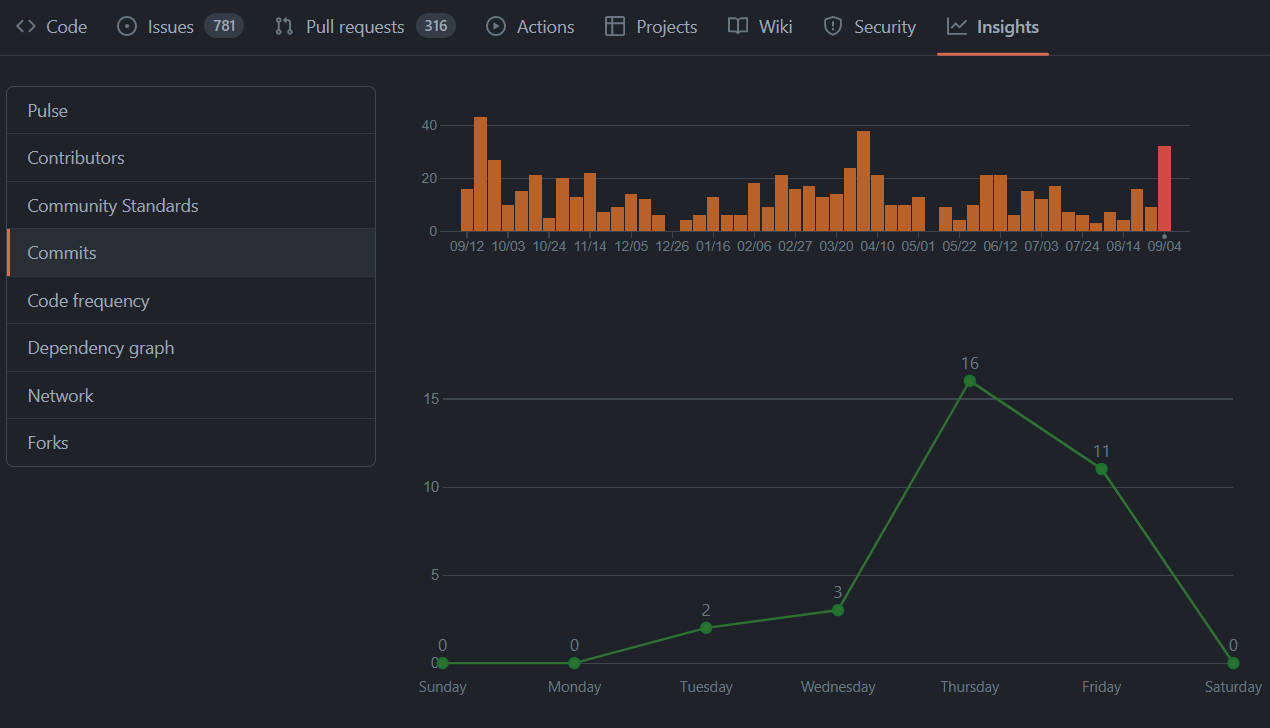 Code Issues 781 Pull requests 316 Actions Projects Wiki Security Insights
Pulse
Contributors
Community Standards
Commits
Code frequency
Dependency graph
Network
Forks
40
20
0
09/12 10/03 10/24 11/14 12/05 12/26 01/16 02/06 02/27 03/20 04/10 05/01 05/22 06/12 07/03 07/24 08/14 09/04
16
15
11
10
5
3
2
0 0 0
0
Sunday Monday Tuesday Wednesday Thursday Friday Saturday